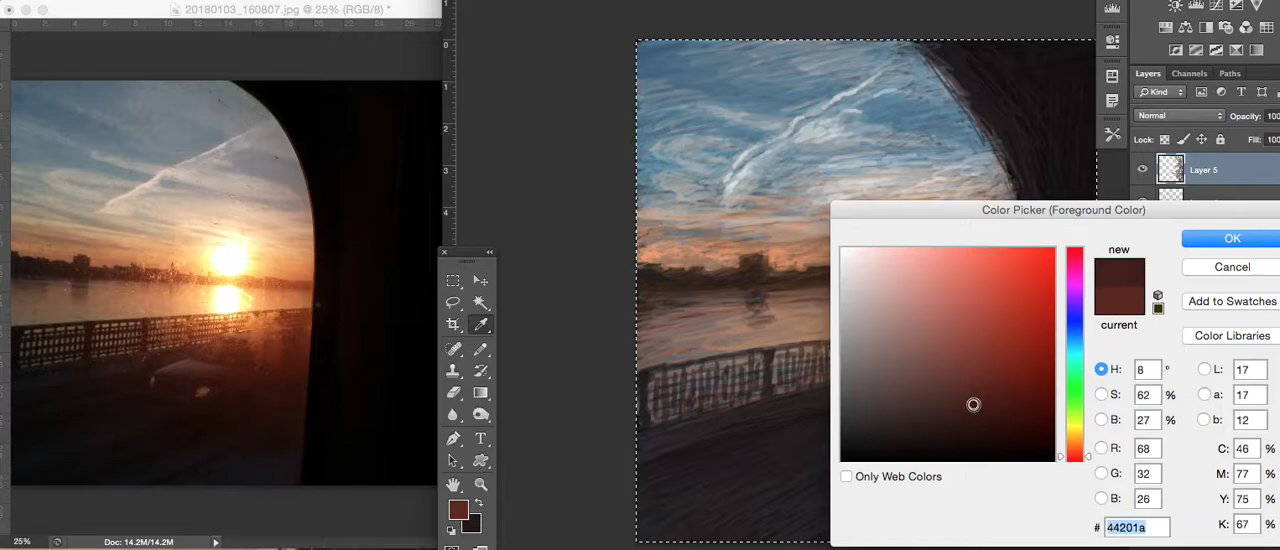 20180103_160807.jpg @ 25% (RGB/8) *
Layers Channels Paths
Kind
Normal Opacity:
Lock: Fill:
Layer 5
Color Picker (Foreground Color)
new
current
OK
Cancel
Add to Swatches
Color Libraries
H: 8 °
S: 62 %
B: 27 %
R: 68
G: 32
B: 26
L: 17
a: 17
b: 12
C: 46 %
M: 77 %
Y: 75 %
K: 67 %
# 44201a
Only Web Colors
25% Doc: 14.2M/14.2M